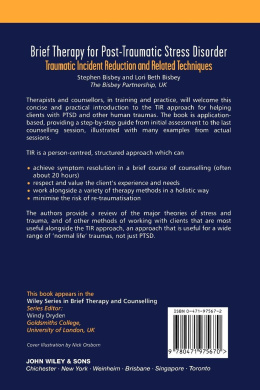 Brief Therapy for Post-Traumatic Stress Disorder
Traumatic Incident Reduction and Related Techniques
Stephen Bisbey and Lori Beth Bisbey
The Bisbey Partnership, UK
Therapists and counsellors, in training and practice, will welcome this
concise and practical introduction to the TIR approach for helping
clients with PTSD and other human traumas. The book is application-
based, providing a step-by-step guide from initial assessment to the last
counselling session, illustrated with many examples from actual
sessions.
TIR is a person-centred, structured approach which can
• achieve symptom resolution in a brief course of counselling (often
about 20 hours)
• respect and value the client's experience and needs
• work alongside a variety of therapy methods in a holistic way
• minimise the risk of re-traumatisation
The authors provide a review of the major theories of stress and
trauma, and of other methods of working with clients that are most
useful alongside the TIR approach, an approach that is useful for a wide
range of 'normal life' traumas, not just PTSD.
This book appears in the
Wiley Series in Brief Therapy and Counselling
Series Editor:
Windy Dryden
Goldsmiths College,
University of London, UK
Cover illustration by Nick Osborn
ISBN 0-471-97567-2
9 780471 975670 >
JOHN WILEY & SONS
Chichester · New York · Weinheim · Brisbane · Singapore · Toronto